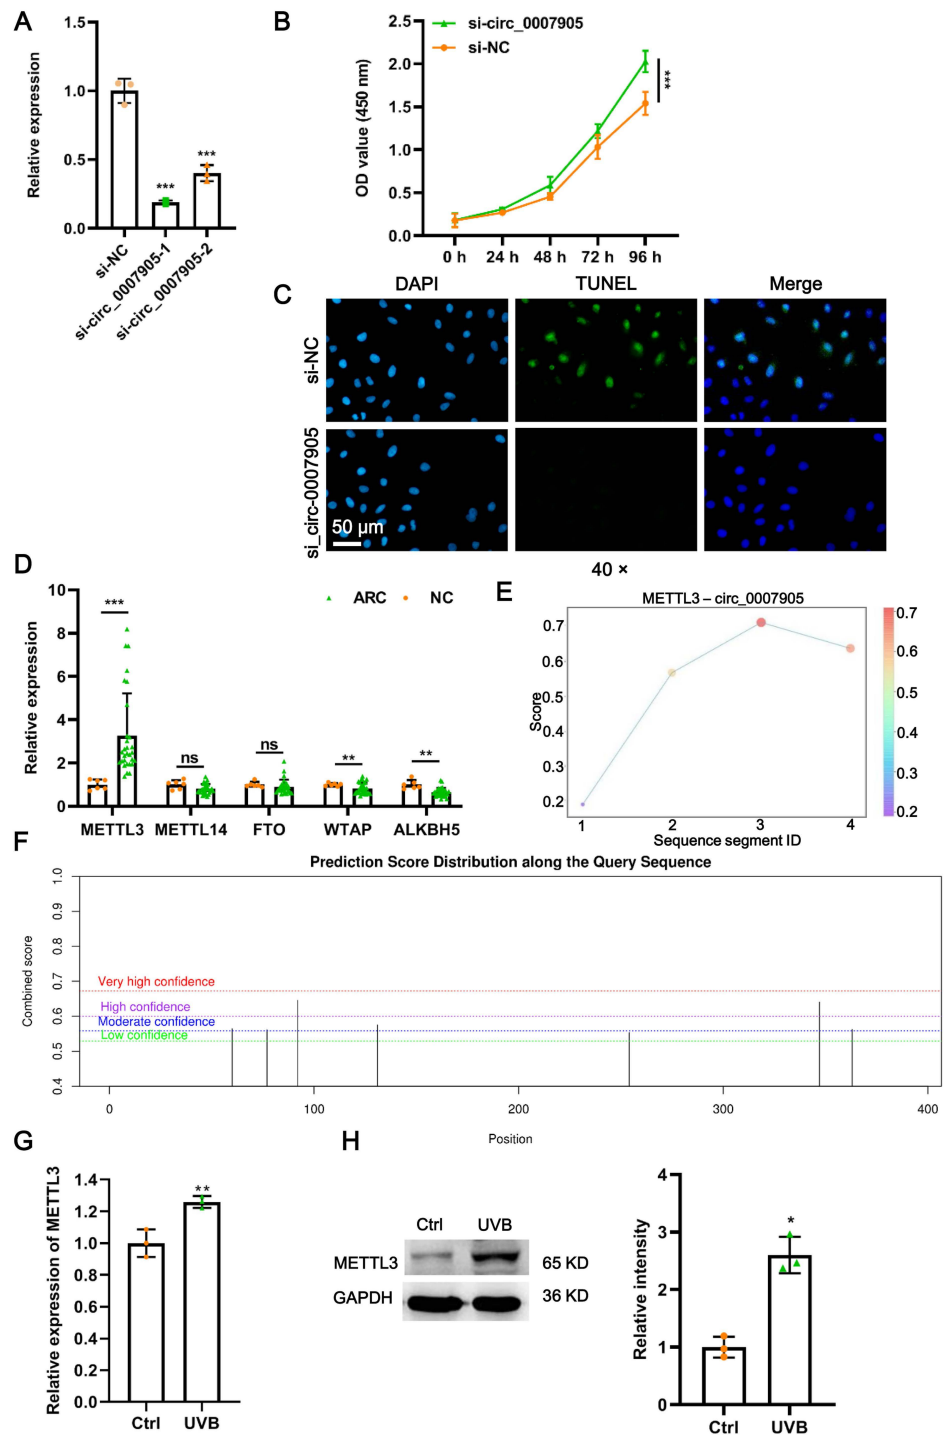 A
Relative expression
1.5
1.0
0.5
0.0
***
***
si-NC
si-circ_0007905-1
si-circ_0007905-2
B
si-circ_0007905
si-NC
OD value (450 nm)
2.5
2.0
1.5
1.0
0.5
0.0
***
0 h 24 h 48 h 72 h 96 h
C
DAPI TUNEL Merge
si-NC
si_circ-0007905
50 µm
40 ×
D
ARC NC
Relative expression
10
8
6
4
2
0
*** ns ns ** **
METTL3 METTL14 FTO WTAP ALKBH5
E
METTL3 – circ_0007905
Score
0.7
0.6
0.5
0.4
0.3
0.2
1 2 3 4
Sequence segment ID
0.7
0.6
0.5
0.4
0.3
0.2
F
Prediction Score Distribution along the Query Sequence
Combined score
1.0
0.9
0.8
0.7
0.6
0.5
0.4
Very high confidence
High confidence
Moderate confidence
Low confidence
0 100 200 300 400
Position
G
Relative expression of METTL3
1.4
1.2
1.0
0.8
0.6
0.4
0.2
0.0
**
Ctrl UVB
H
Ctrl UVB
METTL3 65 KD
GAPDH 36 KD
Relative intensity
4
3
2
1
0
*
Ctrl UVB